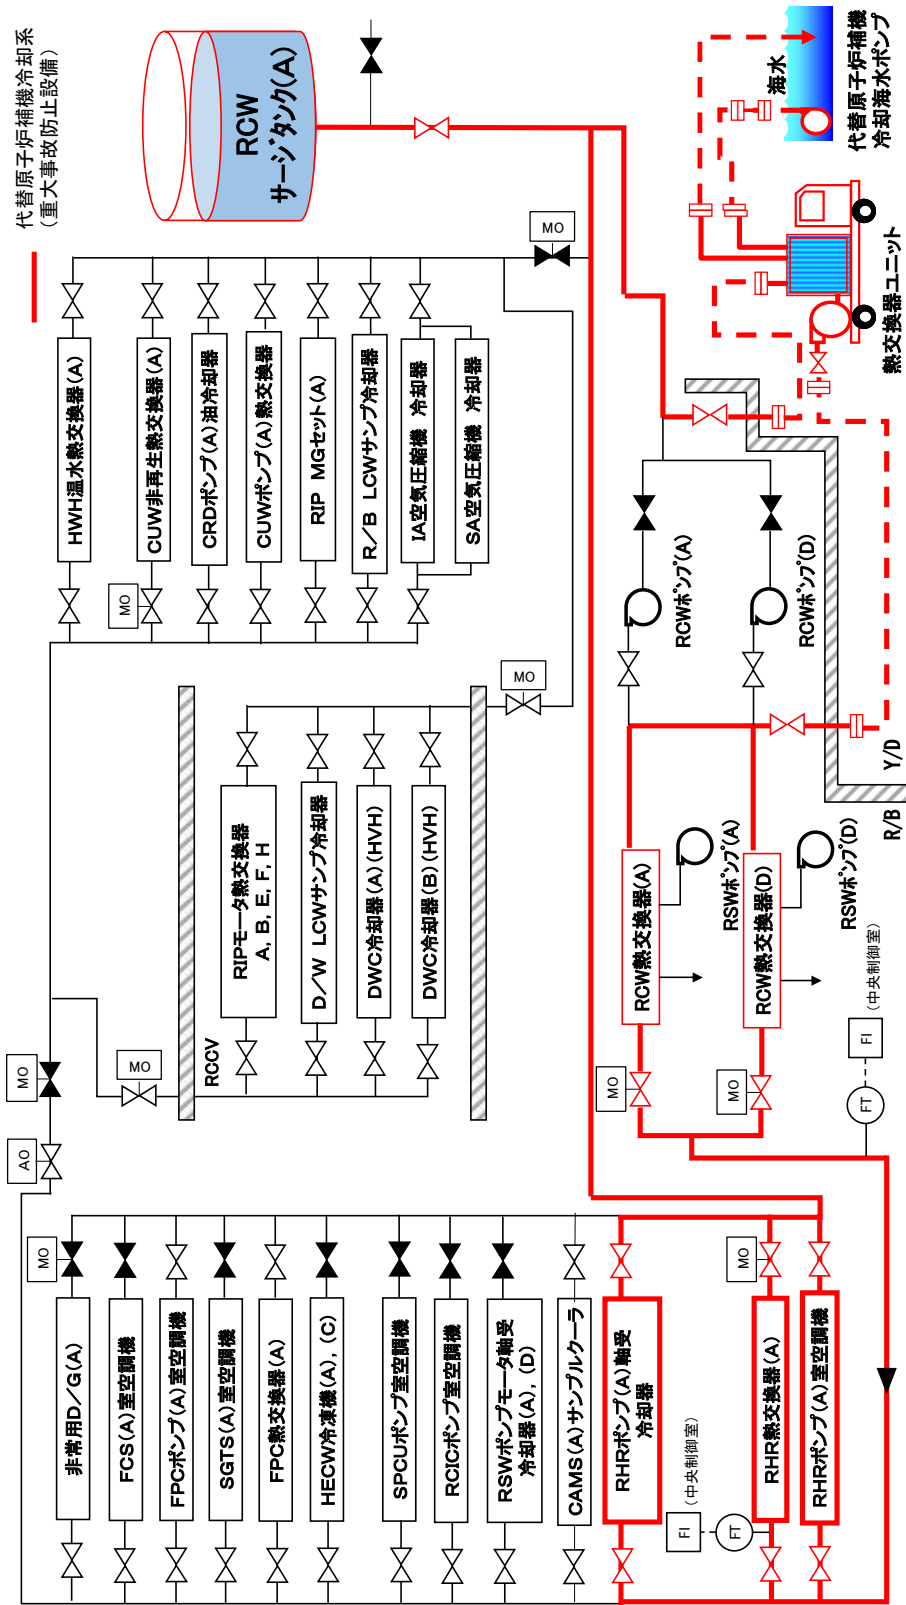 代替原子炉補機冷却系
（重大事故防止設備）
RCW
サージタンク(A)
MO
HWH温水熱交換器(A)
CUW非再生熱交換器(A)
CRDポンプ(A)油冷却器
CUWポンプ(A)熱交換器
RIP MGセット(A)
R／B LCWサンプ冷却器
IA空気圧縮機 冷却器
SA空気圧縮機 冷却器
MO
MO
RIPモータ熱交換器
A, B, E, F, H
D／W LCWサンプ冷却器
DWC冷却器(A)(HVH)
DWC冷却器(B)(HVH)
RCCV
MO
MO
AO
MO
非常用D／G(A)
FCS(A)室空調機
FPCポンプ(A)室空調機
SGTS(A)室空調機
FPC熱交換器(A)
HECW冷凍機(A), (C)
SPCUポンプ室空調機
RCICポンプ室空調機
RSWポンプモータ軸受
冷却器(A), (D)
CAMS(A)サンプルクーラ
RHRポンプ(A)軸受
冷却器
MO
RHR熱交換器(A)
RHRポンプ(A)室空調機
FI
（中央制御室）
FT
海水
代替原子炉補機
冷却海水ポンプ
熱交換器ユニット
RCWポンプ(A)
RCWポンプ(D)
Y/D
R/B
RCW熱交換器(A)
RSWポンプ(A)
RCW熱交換器(D)
RSWポンプ(D)
MO
MO
FI
（中央制御室）
FT